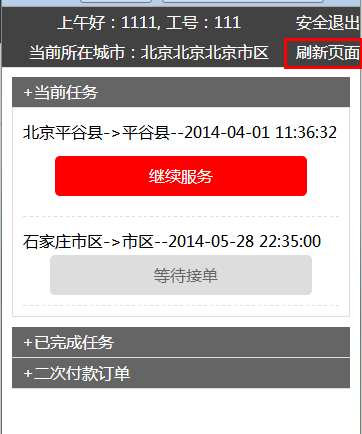 上午好：1111, 工号：111 安全退出
当前所在城市：北京北京北京市区 刷新页面
+当前任务
北京平谷县->平谷县--2014-04-01 11:36:32
继续服务
石家庄市区->市区--2014-05-28 22:35:00
等待接单
+已完成任务
+二次付款订单